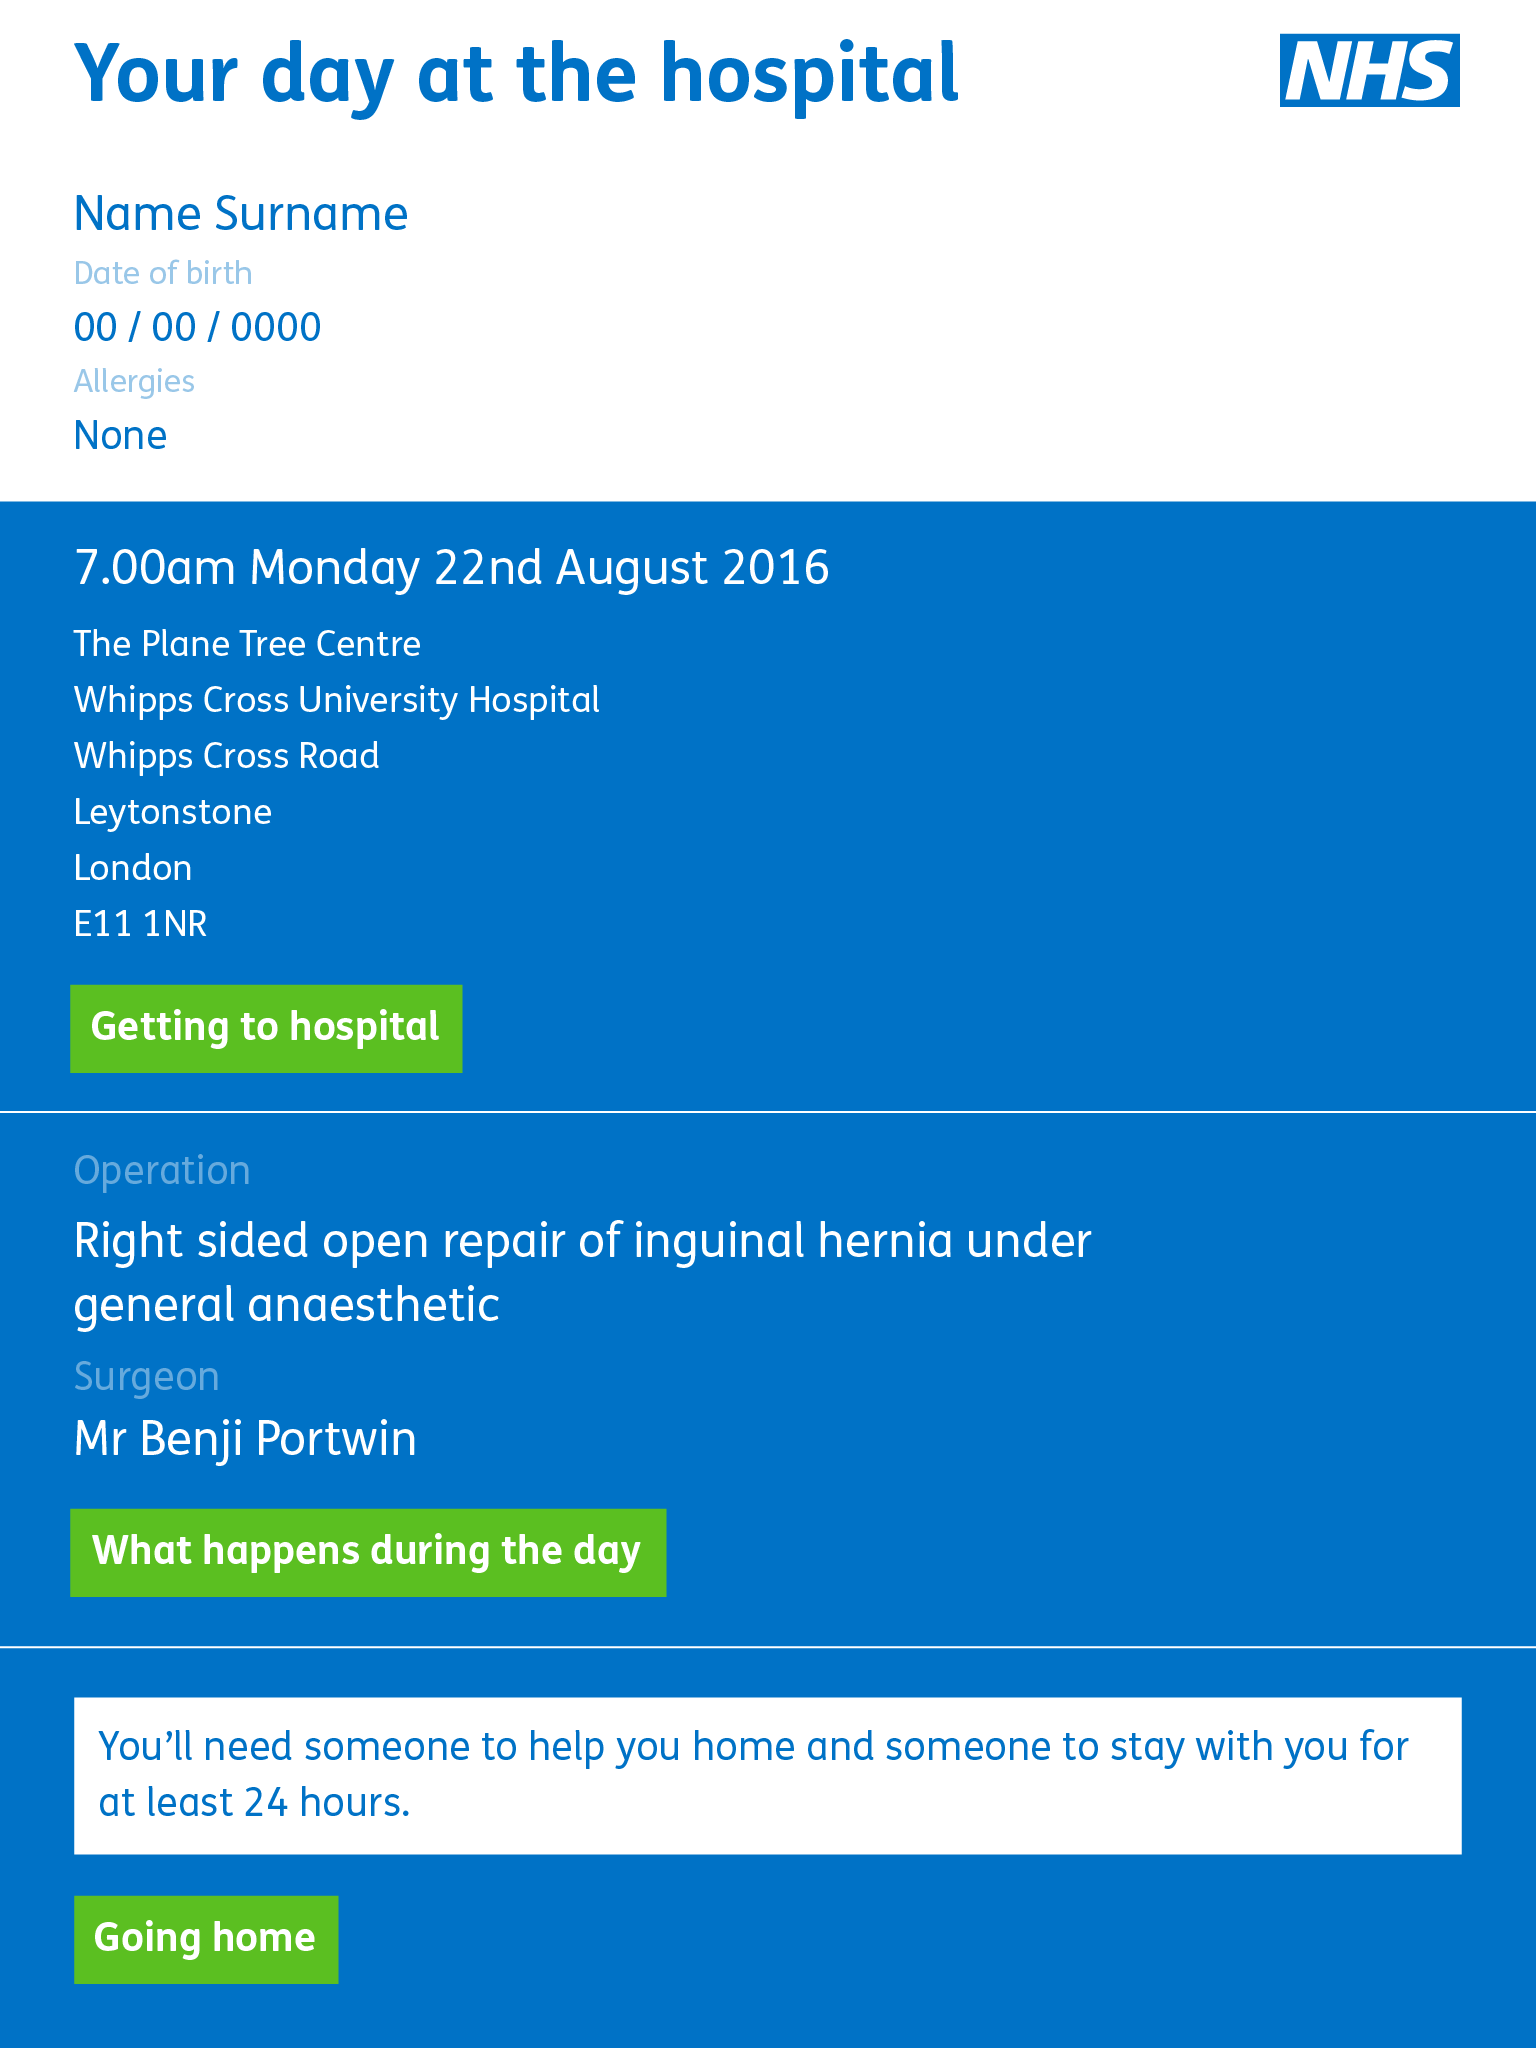 Your day at the hospital
NHS
Name Surname
Date of birth
00 / 00 / 0000
Allergies
None
7.00am Monday 22nd August 2016
The Plane Tree Centre
Whipps Cross University Hospital
Whipps Cross Road
Leytonstone
London
E11 1NR
Getting to hospital
Operation
Right sided open repair of inguinal hernia under
general anaesthetic
Surgeon
Mr Benji Portwin
What happens during the day
You’ll need someone to help you home and someone to stay with you for
at least 24 hours.
Going home